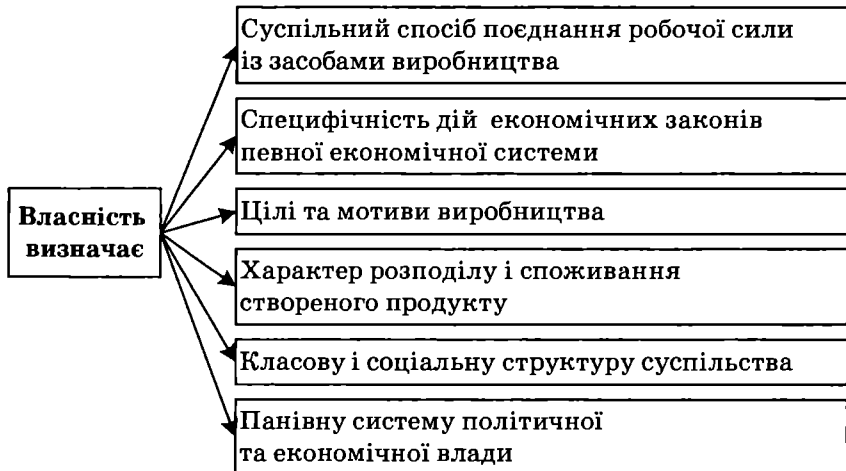 Суспільний спосіб поєднання робочої сили
із засобами виробництва
Специфічність дій економічних законів
певної економічної системи
Власність
визначає
Цілі та мотиви виробництва
Характер розподілу і споживання
створеного продукту
Класову і соціальну структуру суспільства
Панівну систему політичної
та економічної влади